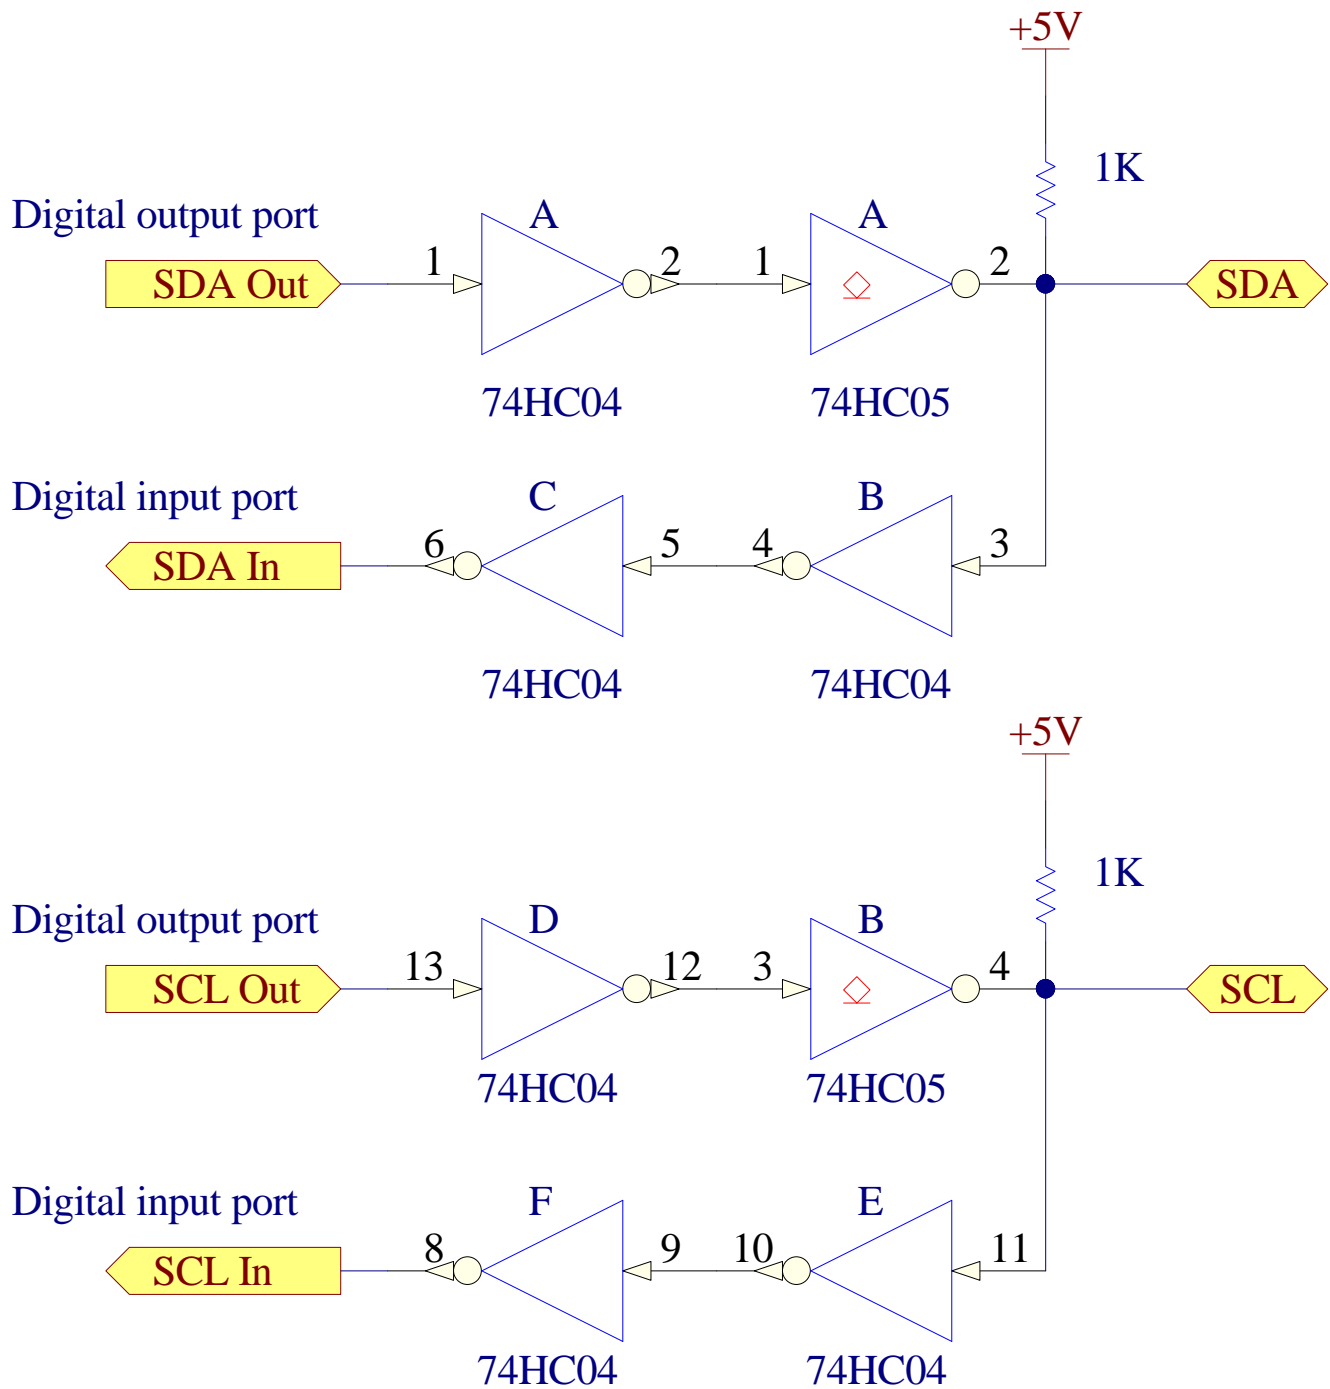 +5V
1K
Digital output port
A
A
SDA Out
1
2
1
2
SDA
74HC04
74HC05
Digital input port
C
B
SDA In
6
5
4
3
74HC04
74HC04
+5V
1K
Digital output port
D
B
SCL Out
13
12
3
4
SCL
74HC04
74HC05
Digital input port
F
E
SCL In
8
9
10
11
74HC04
74HC04